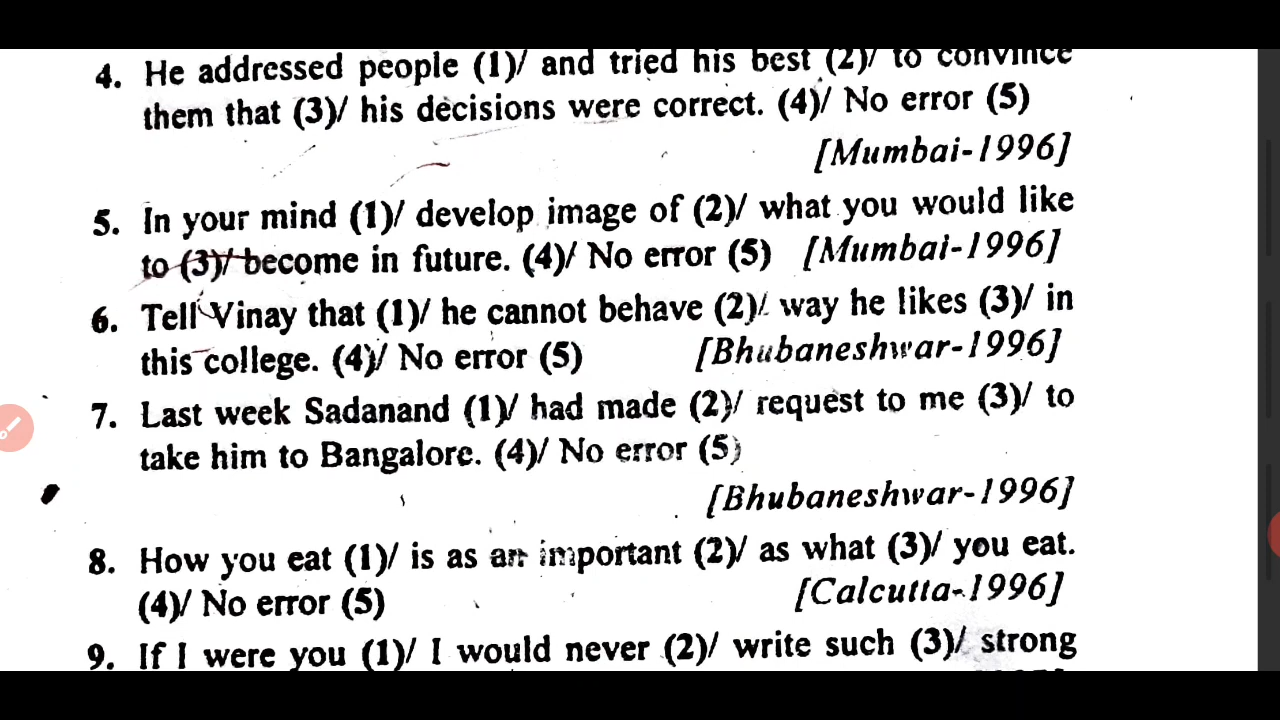 4. He addressed people (1)/ and tried his best (2)/ to convince
them that (3)/ his decisions were correct. (4)/ No error (5)
[Mumbai-1996]
5. In your mind (1)/ develop image of (2)/ what you would like
to (3)/ become in future. (4)/ No error (5) [Mumbai-1996]
6. Tell Vinay that (1)/ he cannot behave (2)/ way he likes (3)/ in
this college. (4)/ No error (5) [Bhubaneshwar-1996]
7. Last week Sadanand (1)/ had made (2)/ request to me (3)/ to
take him to Bangalore. (4)/ No error (5)
[Bhubaneshwar-1996]
8. How you eat (1)/ is as an important (2)/ as what (3)/ you eat.
(4)/ No error (5) [Calcutta-1996]
9. If I were you (1)/ I would never (2)/ write such (3)/ strong